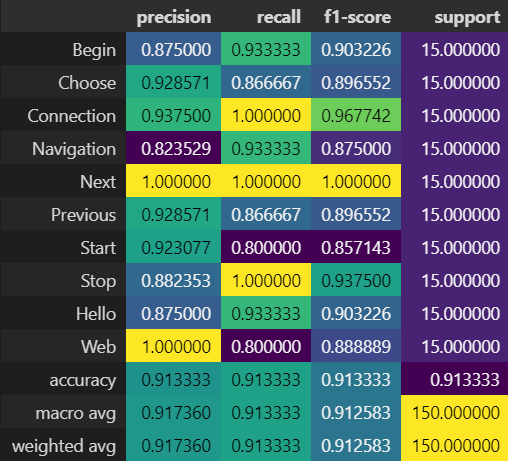 precision recall f1-score support
Begin 0.875000 0.933333 0.903226 15.000000
Choose 0.928571 0.866667 0.896552 15.000000
Connection 0.937500 1.000000 0.967742 15.000000
Navigation 0.823529 0.933333 0.875000 15.000000
Next 1.000000 1.000000 1.000000 15.000000
Previous 0.928571 0.866667 0.896552 15.000000
Start 0.923077 0.800000 0.857143 15.000000
Stop 0.882353 1.000000 0.937500 15.000000
Hello 0.875000 0.933333 0.903226 15.000000
Web 1.000000 0.800000 0.888889 15.000000
accuracy 0.913333 0.913333 0.913333 0.913333
macro avg 0.917360 0.913333 0.912583 150.000000
weighted avg 0.917360 0.913333 0.912583 150.000000